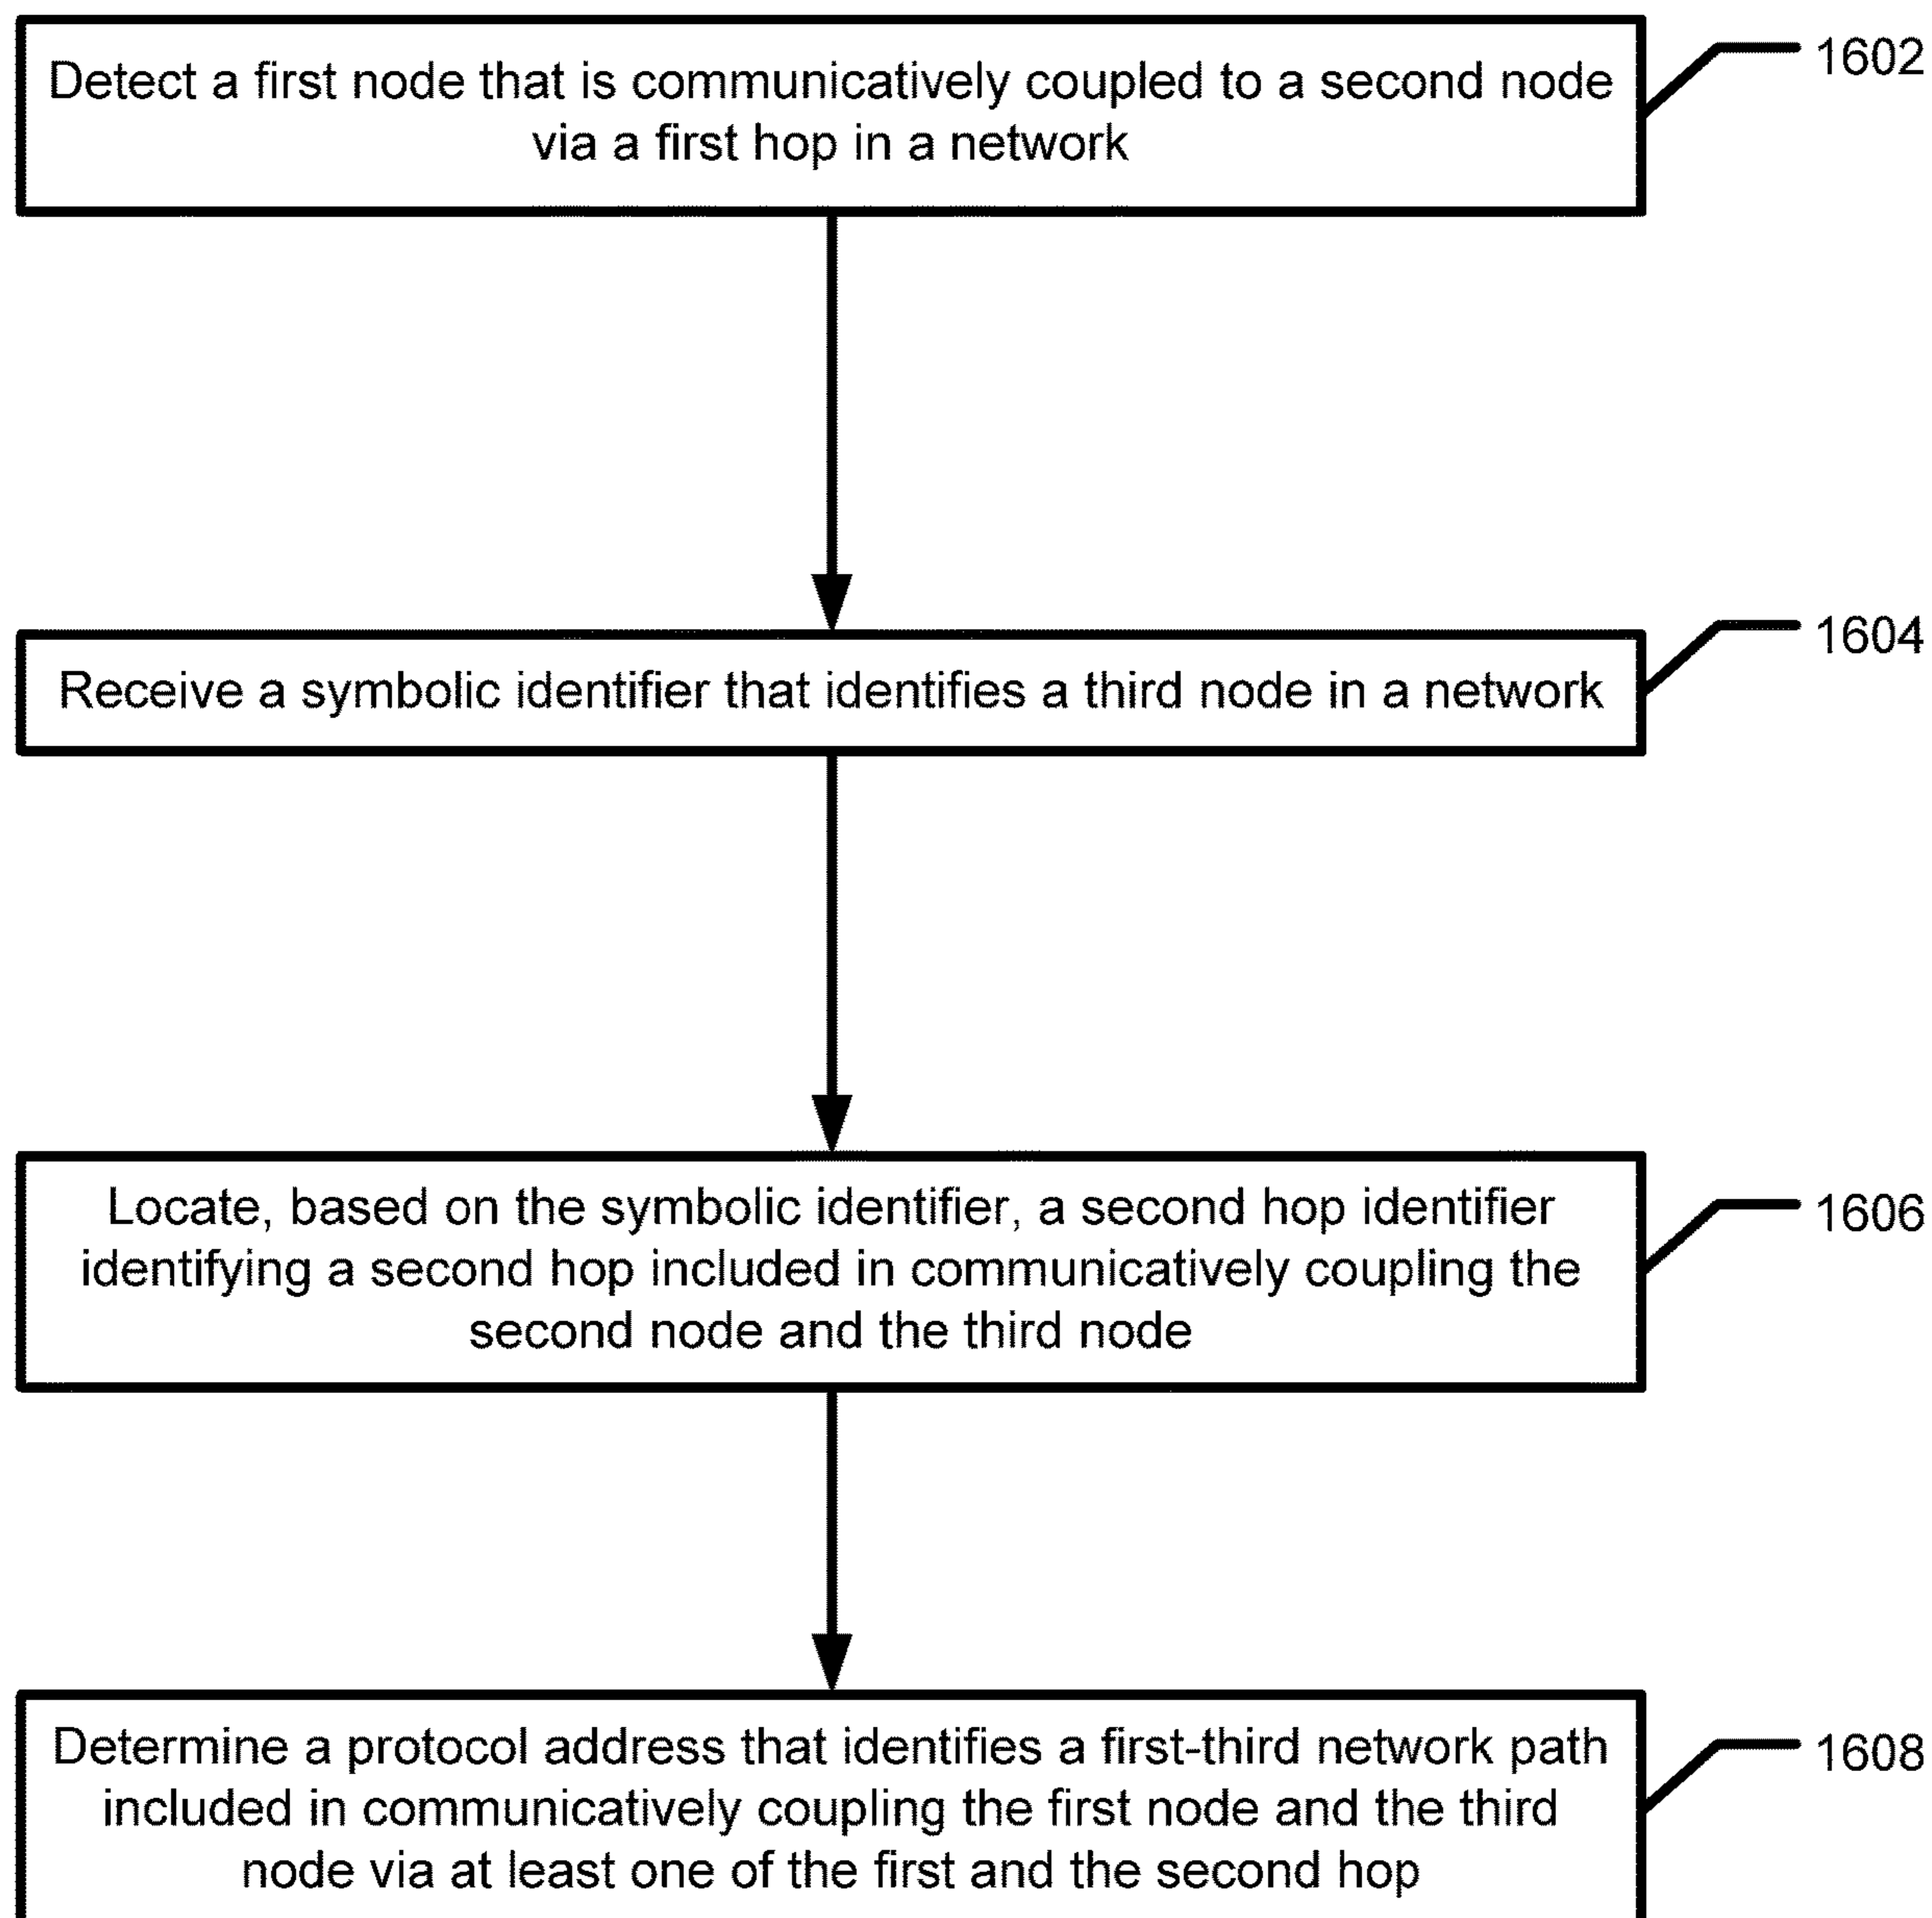 Detect a first node that is communicatively coupled to a second node
via a first hop in a network
1602
Receive a symbolic identifier that identifies a third node in a network
1604
Locate, based on the symbolic identifier, a second hop identifier
identifying a second hop included in communicatively coupling the
second node and the third node
1606
Determine a protocol address that identifies a first-third network path
included in communicatively coupling the first node and the third
node via at least one of the first and the second hop
1608